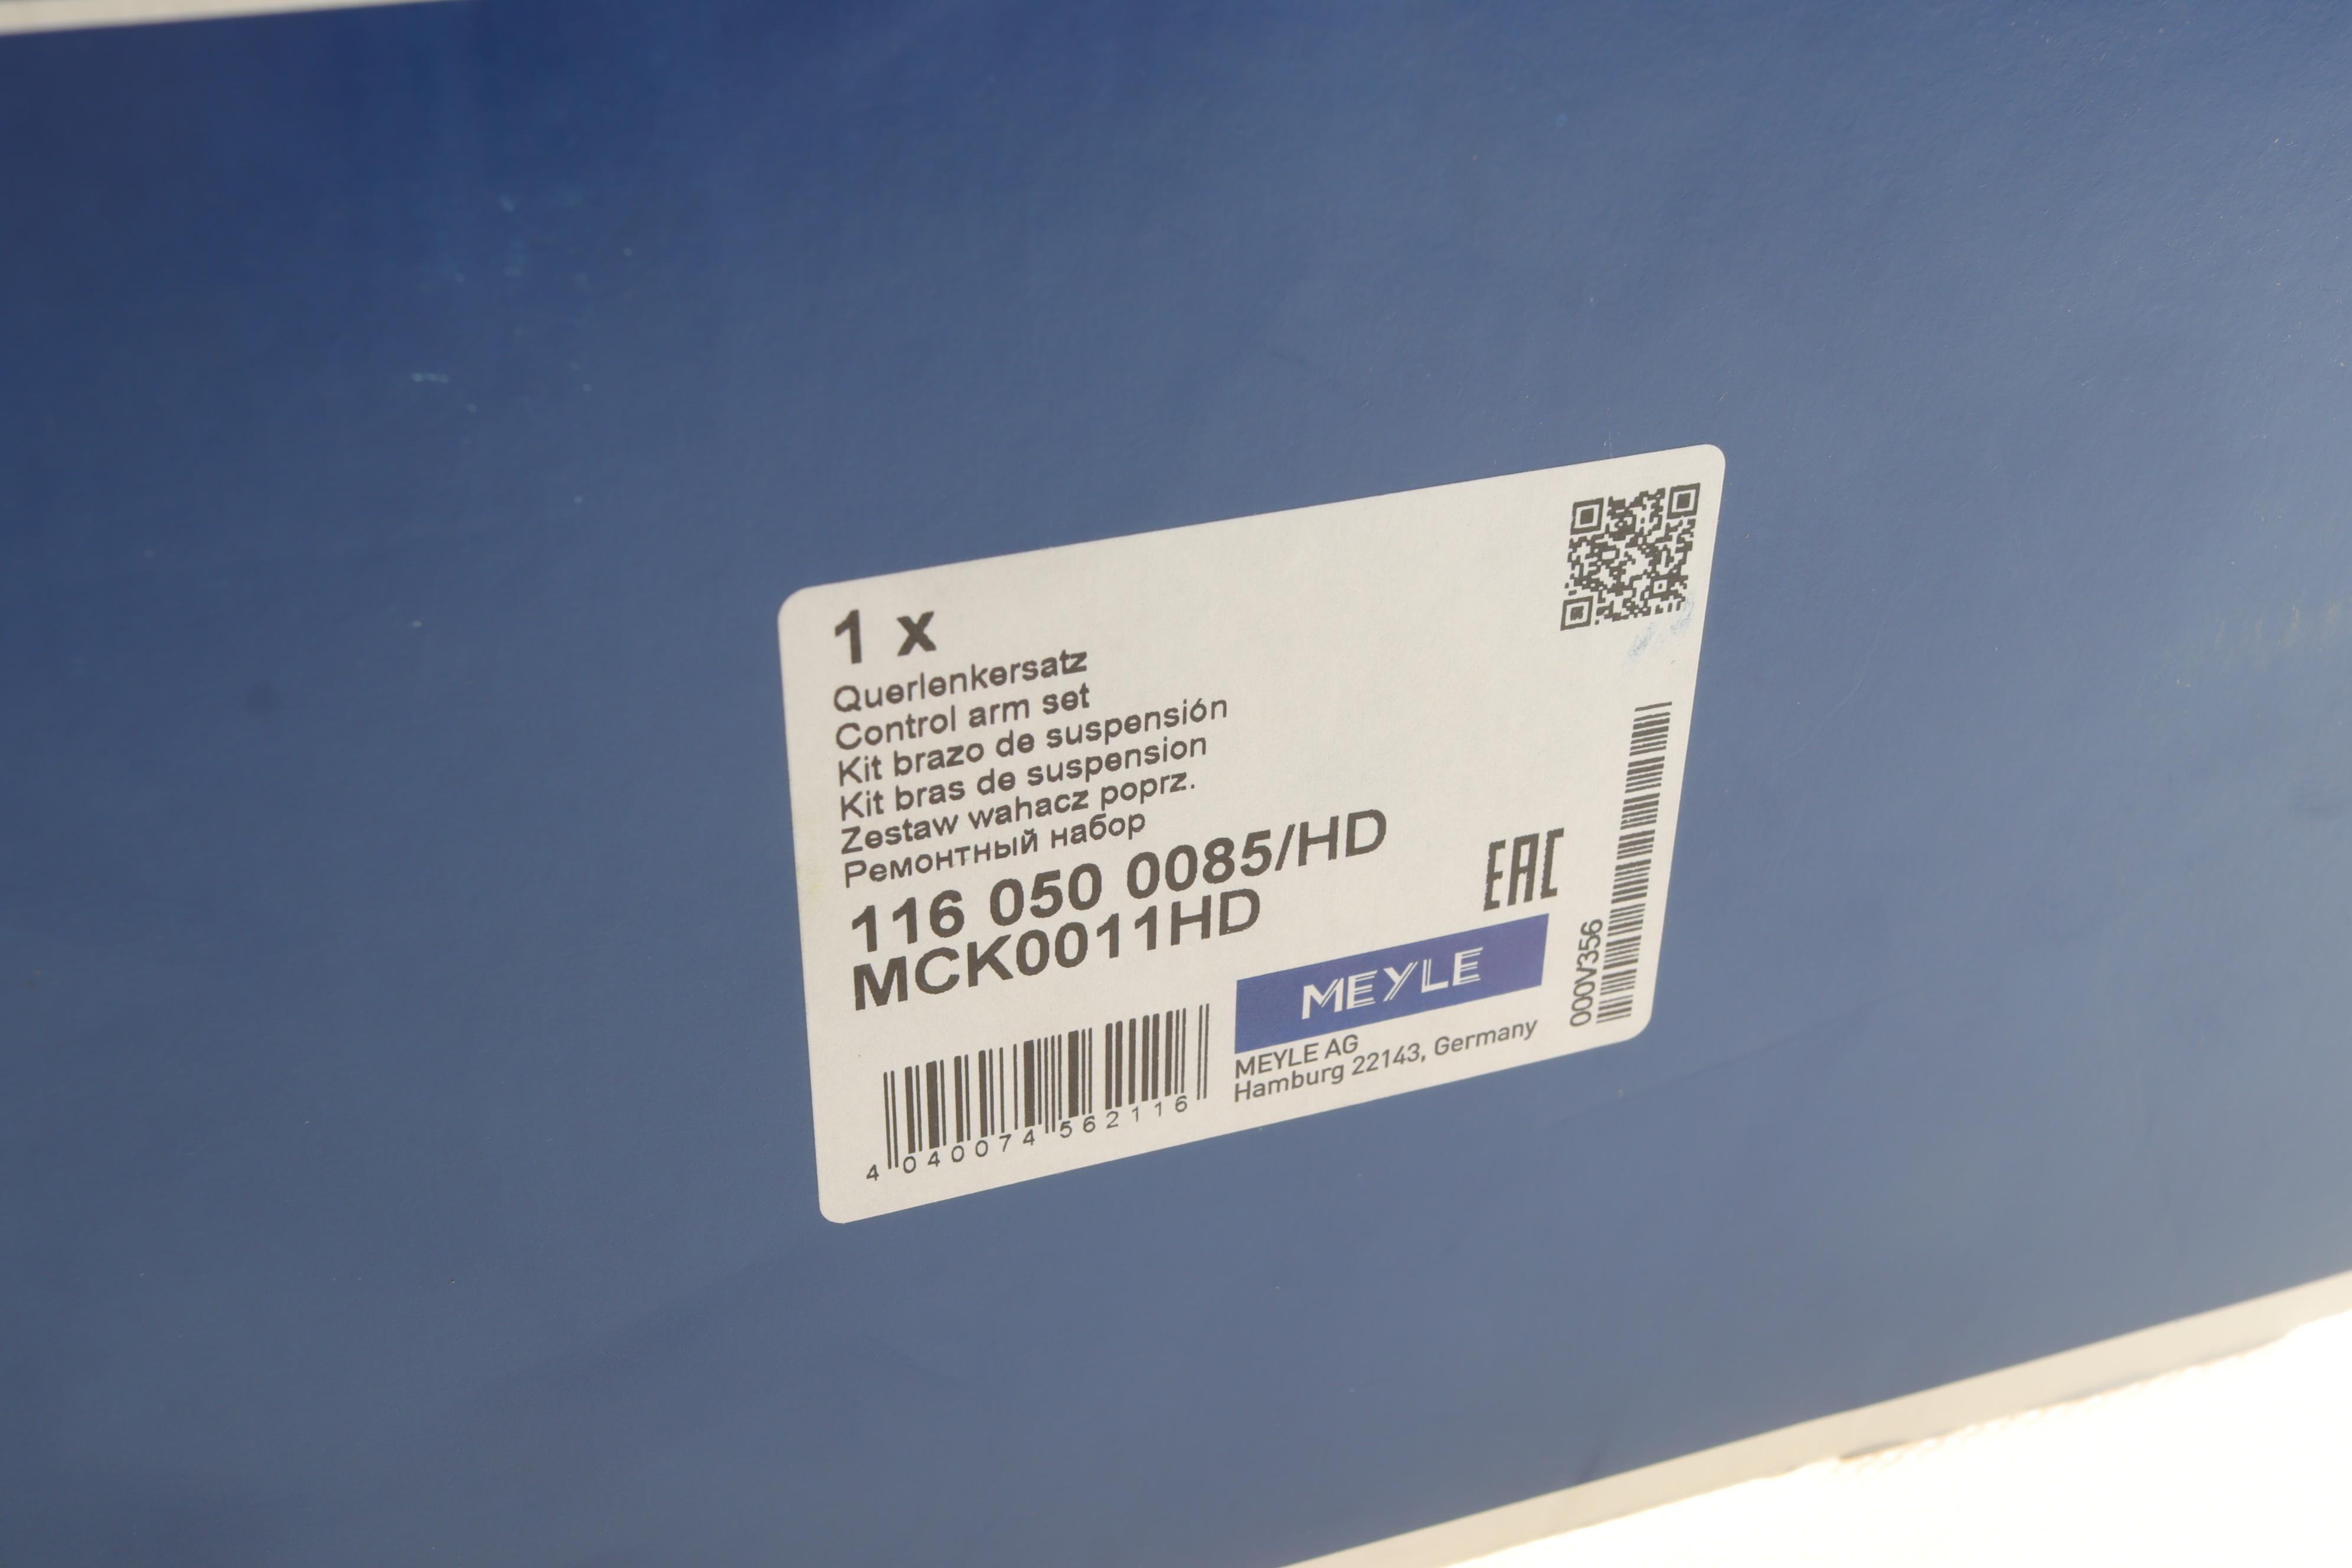 1 x
Querlenkersatz
Control arm set
Kit brazo de suspensión
Kit bras de suspension
Zestaw wahacz poprz.
Ремонтный набор
116 050 0085/HD
MCK0011HD
EAC
MEYLE
MEYLE AG
Hamburg 22143, Germany
4 040074 562116
000V356